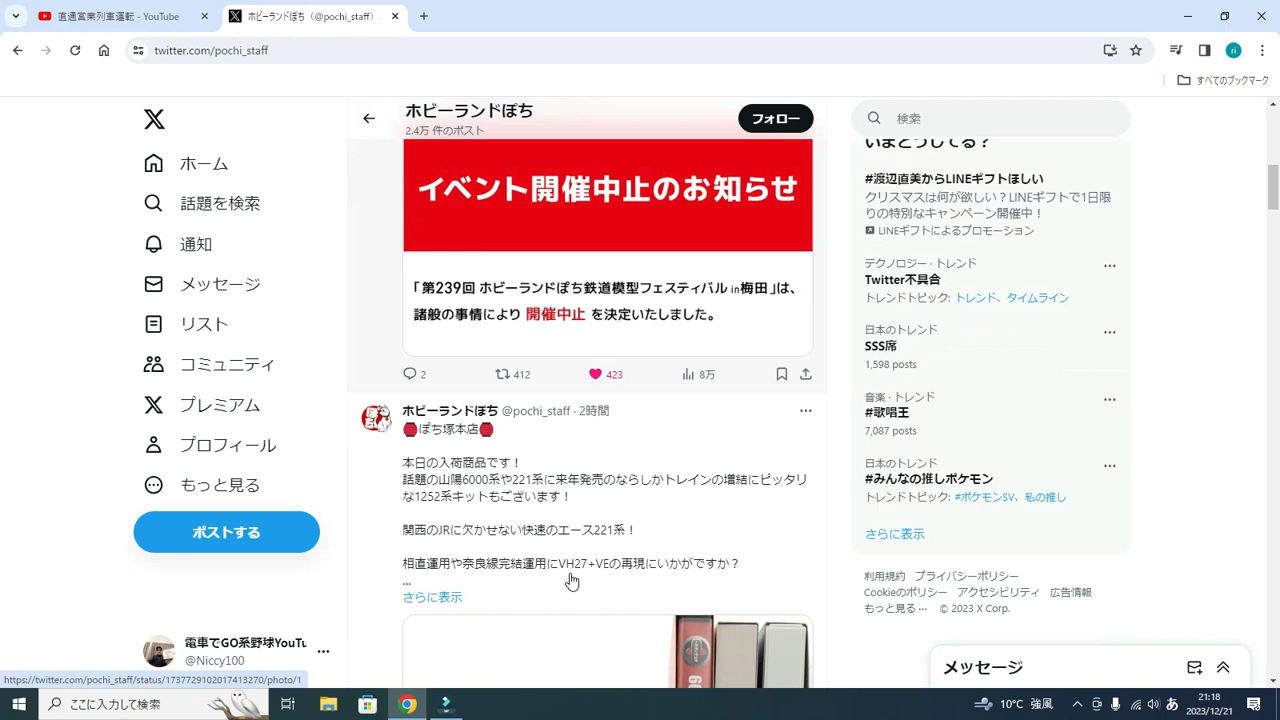 直通営業列車運転 - YouTube
ホビーランドぽち（@pochi_staff）
twitter.com/pochi_staff
ri
すべてのブックマーク
ホーム
話題を検索
通知
メッセージ
リスト
コミュニティ
プレミアム
プロフィール
もっと見る
ポストする
電車でGO系野球YouTu
@Niccy100
ホビーランドぽち
2.4万 件のポスト
フォロー
イベント開催中止のお知らせ
「第239回 ホビーランドぽち鉄道模型フェスティバル in梅田」は、
諸般の事情により 開催中止 を決定いたしました。
2
412
423
8万
ホビーランドぽち @pochi_staff · 2時間
ぽち塚本店
本日の入荷商品です！
話題の山陽6000系や221系に来年発売のならしかトレインの増結にピッタリ
な1252系キットもございます！
関西のJRに欠かせない快速のエース221系！
相直運用や奈良線完結運用にVH27+VEの再現にいかがですか？
...
さらに表示
検索
いまどうしてる？
#渡辺直美からLINEギフトほしい
クリスマスは何が欲しい？LINEギフトで1日限
りの特別なキャンペーン開催中！
LINEギフトによるプロモーション
テクノロジー · トレンド
Twitter不具合
トレンドトピック: トレンド、タイムライン
日本のトレンド
SSS席
1,598 posts
音楽 · トレンド
#歌唱王
7,087 posts
日本のトレンド
#みんなの推しポケモン
トレンドトピック: #ポケモンSV、私の推し
さらに表示
利用規約 プライバシーポリシー
Cookieのポリシー アクセシビリティ 広告情報
もっと見る ··· © 2023 X Corp.
メッセージ
https://twitter.com/pochi_staff/status/1737729102017413270/photo/1
ここに入力して検索
10°C 強風
あ
21:18
2023/12/21